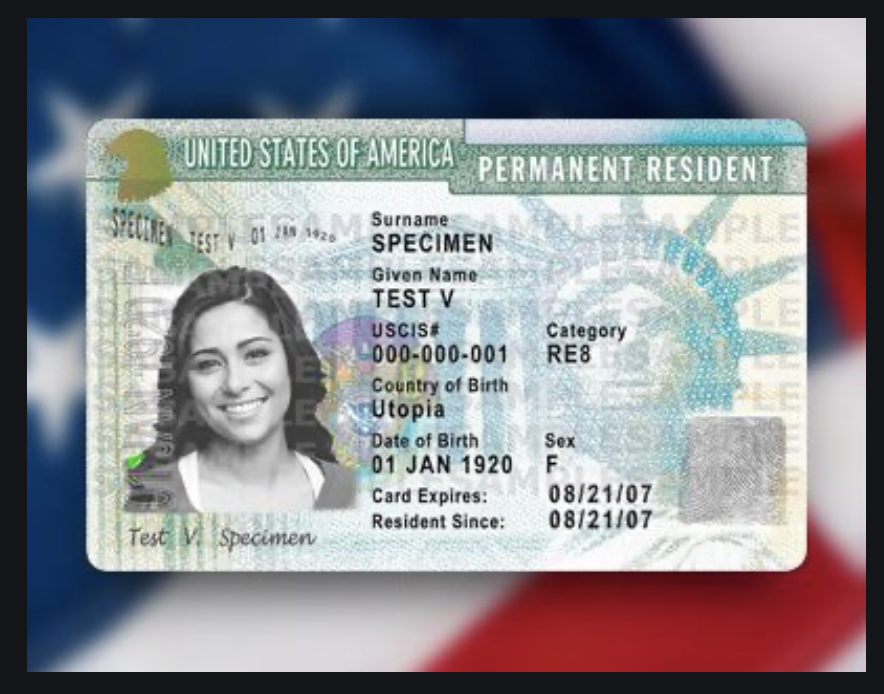 UNITED STATES OF AMERICA
PERMANENT RESIDENT
SPECIMEN TEST V 01 JAN 1920
Surname
SPECIMEN
Given Name
TEST V
USCIS# Category
000-000-001 RE8
Country of Birth
Utopia
Date of Birth Sex
01 JAN 1920 F
Card Expires: 08/21/07
Resident Since: 08/21/07
Test V. Specimen